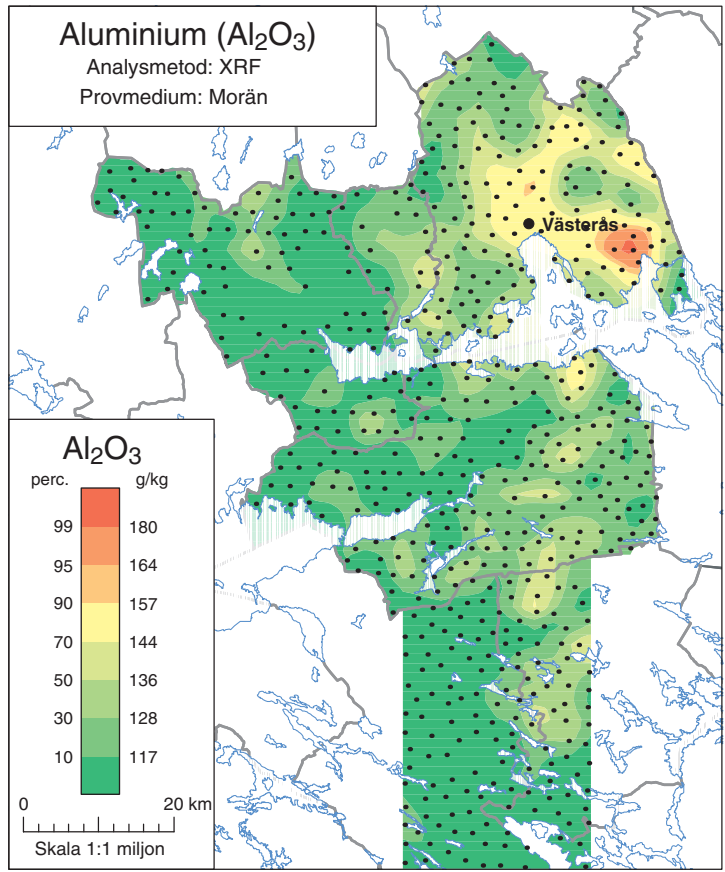 Aluminium (Al₂O₃)
Analysmetod: XRF
Provmedium: Morän
Västerås
Al₂O₃
perc. g/kg
99 180
95 164
90 157
70 144
50 136
30 128
10 117
0 20 km
Skala 1:1 miljon